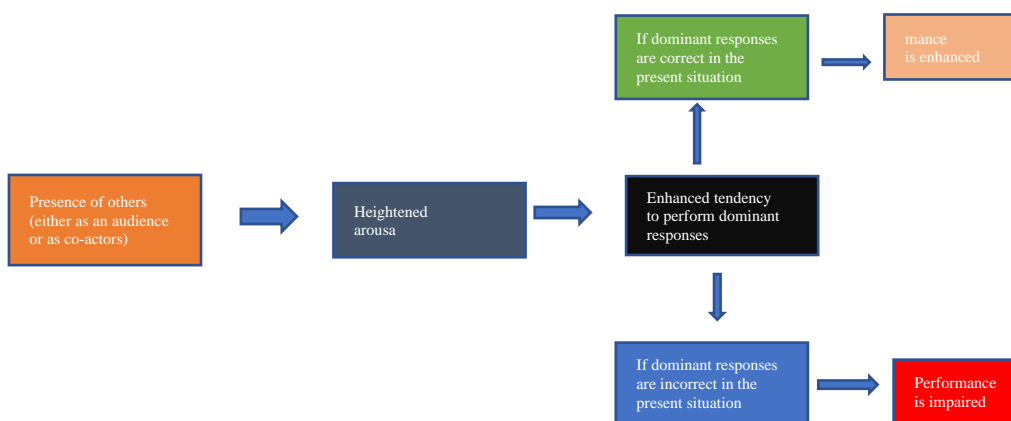 If dominant responses
are correct in the
present situation
mance
is enhanced
Presence of others
(either as an audience
or as co-actors)
Heightened
arousa
Enhanced tendency
to perform dominant
responses
If dominant responses
are incorrect in the
present situation
Performance
is impaired